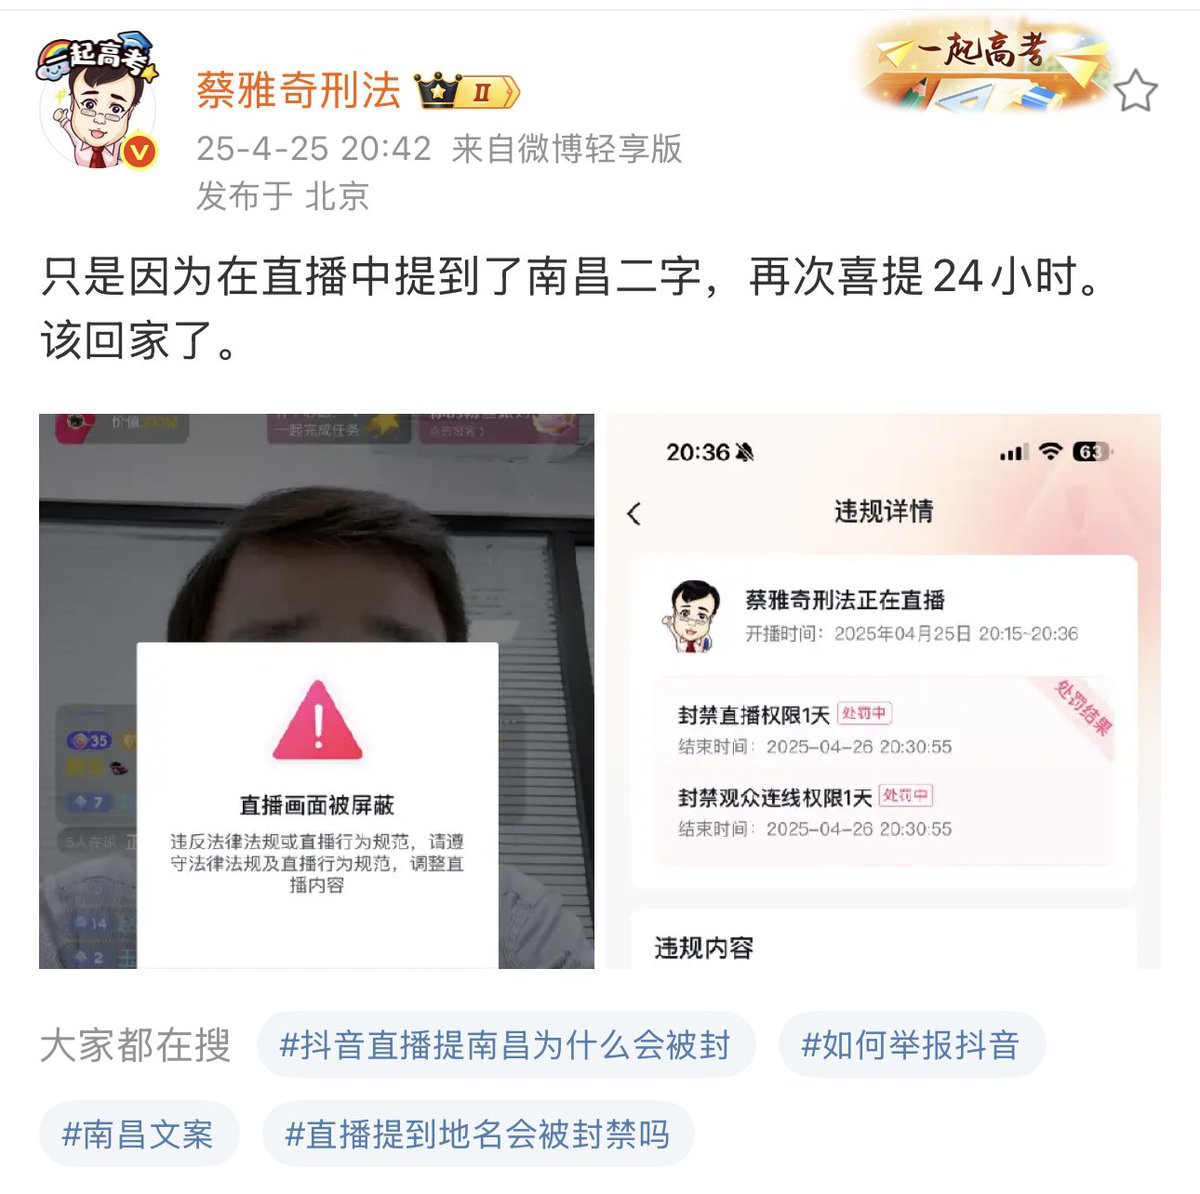 一起高考
蔡雅奇刑法 II
一起高考
25-4-25 20:42 来自微博轻享版
发布于 北京
只是因为在直播中提到了南昌二字，再次喜提24小时。
该回家了。
价值
一起完成任务
35
7
5人在说
14
2
直播画面被屏蔽
违反法律法规或直播行为规范，请遵
守法律法规及直播行为规范，调整直
播内容
20:36
63
违规详情
蔡雅奇刑法正在直播
开播时间：2025年04月25日 20:15-20:36
处罚结果
封禁直播权限1天 处罚中
结束时间：2025-04-26 20:30:55
封禁观众连线权限1天 处罚中
结束时间：2025-04-26 20:30:55
违规内容
大家都在搜 #抖音直播提南昌为什么会被封 #如何举报抖音
#南昌文案 #直播提到地名会被封禁吗